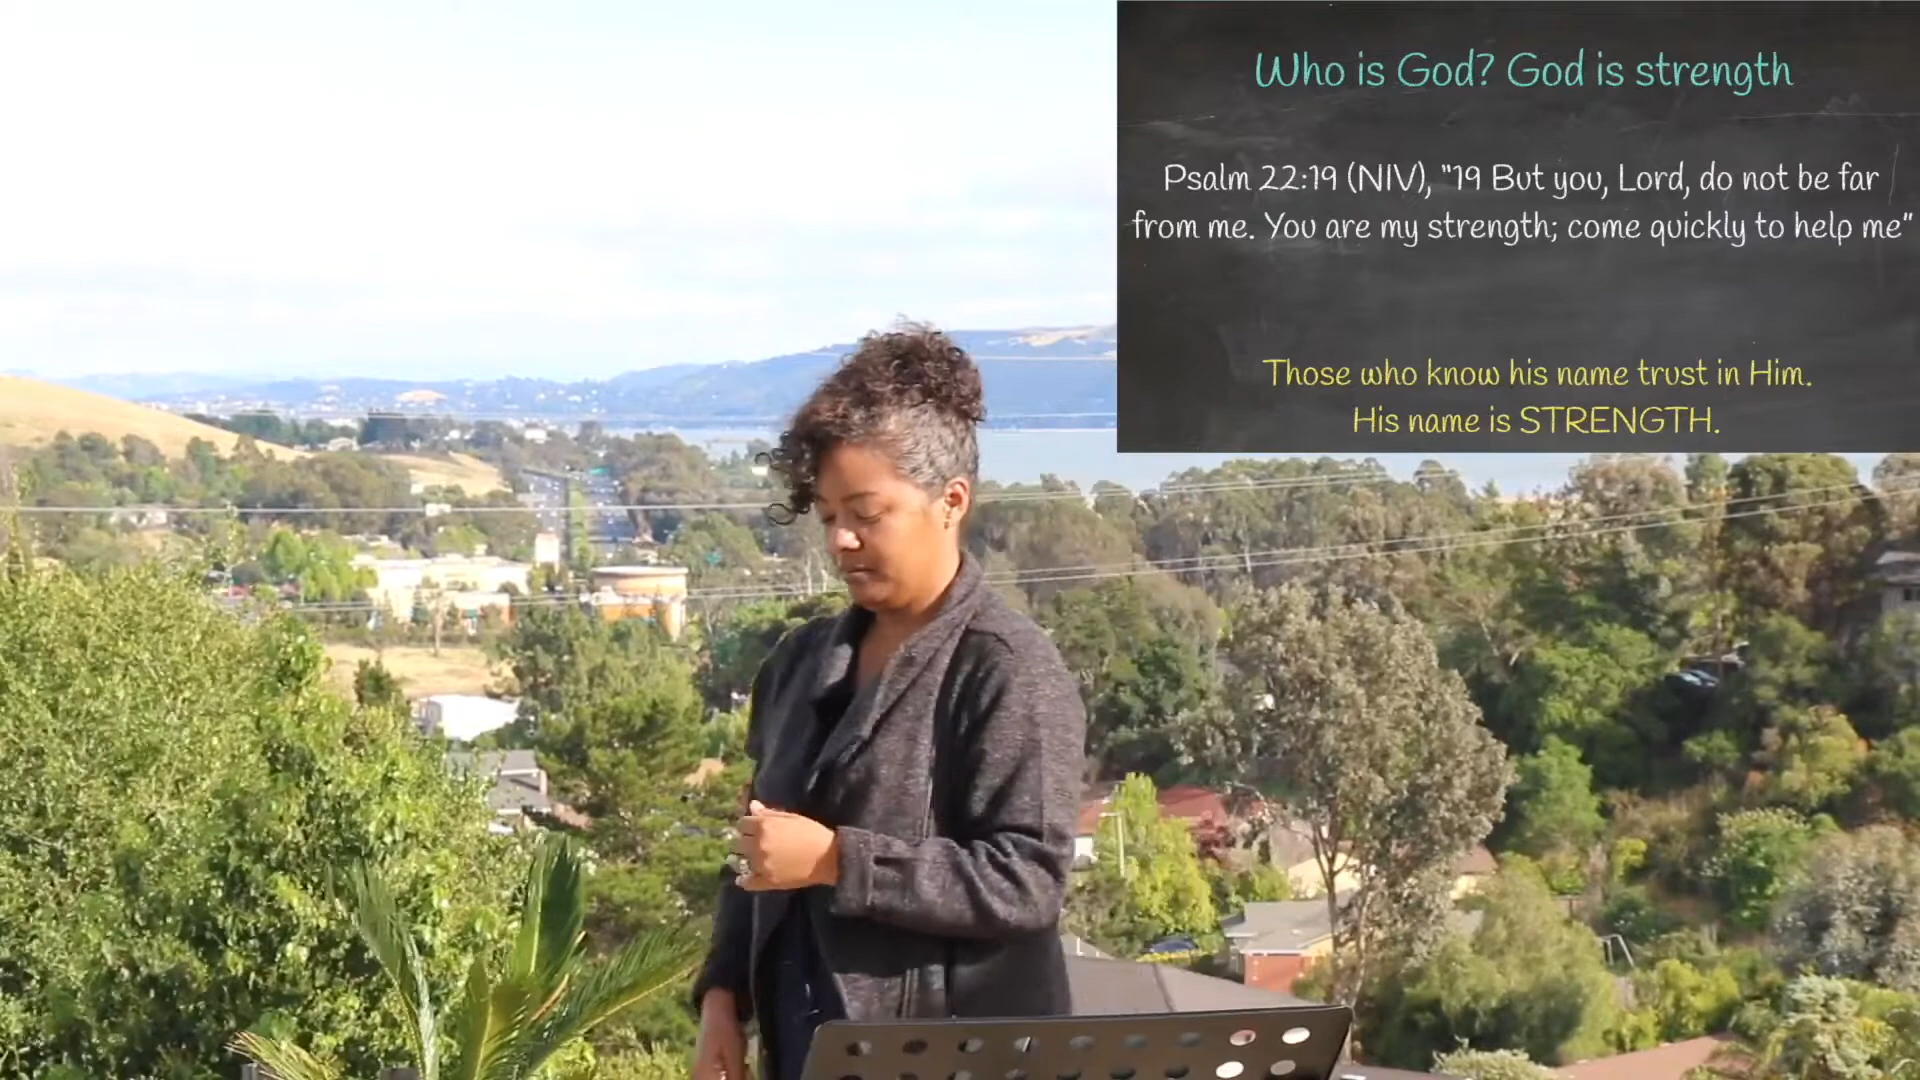 Who is God? God is strength
Psalm 22:19 (NIV), "19 But you, Lord, do not be far
from me. You are my strength; come quickly to help me"
Those who know his name trust in Him.
His name is STRENGTH.